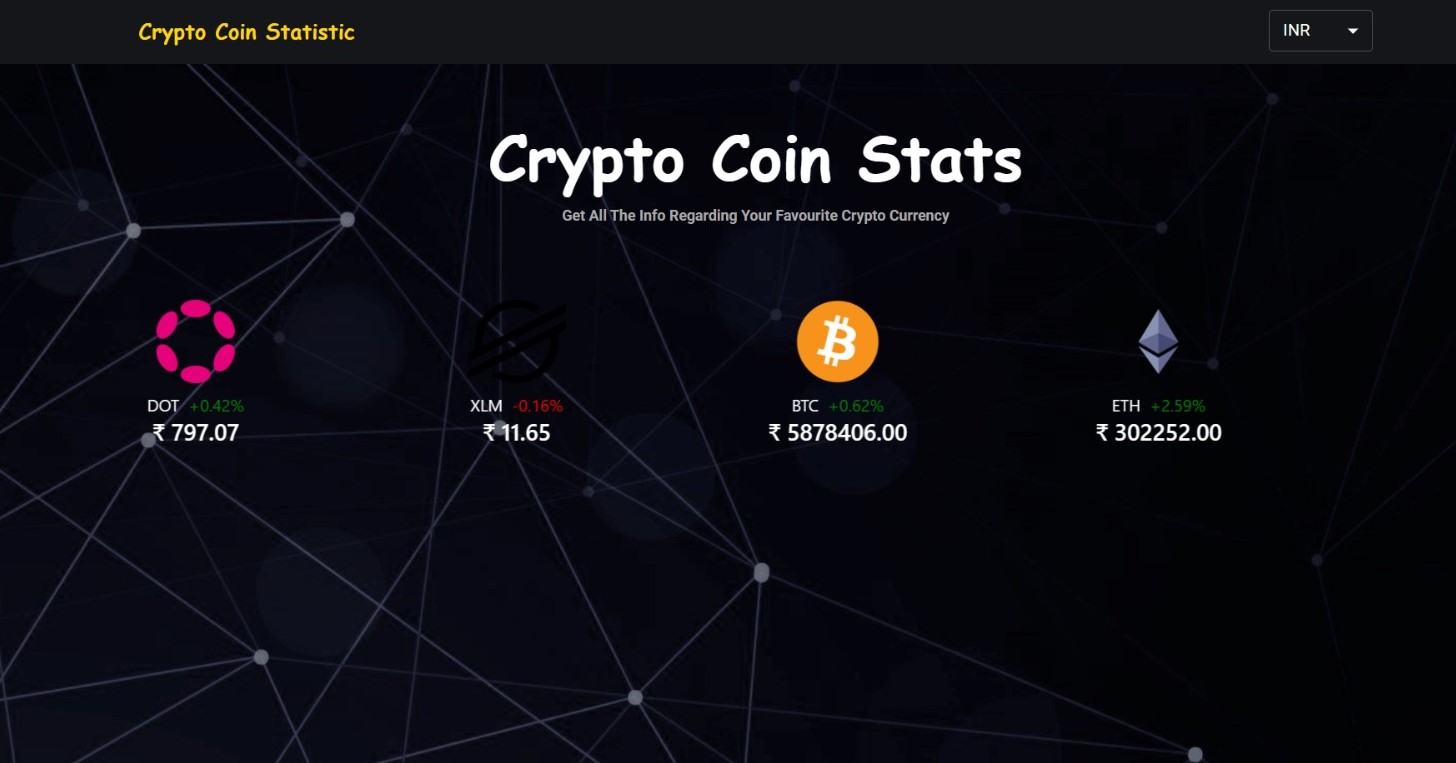 Crypto Coin Statistic
INR
Crypto Coin Stats
Get All The Info Regarding Your Favourite Crypto Currency
DOT +0.42%
₹ 797.07
XLM -0.16%
₹ 11.65
BTC +0.62%
₹ 5878406.00
ETH +2.59%
₹ 302252.00